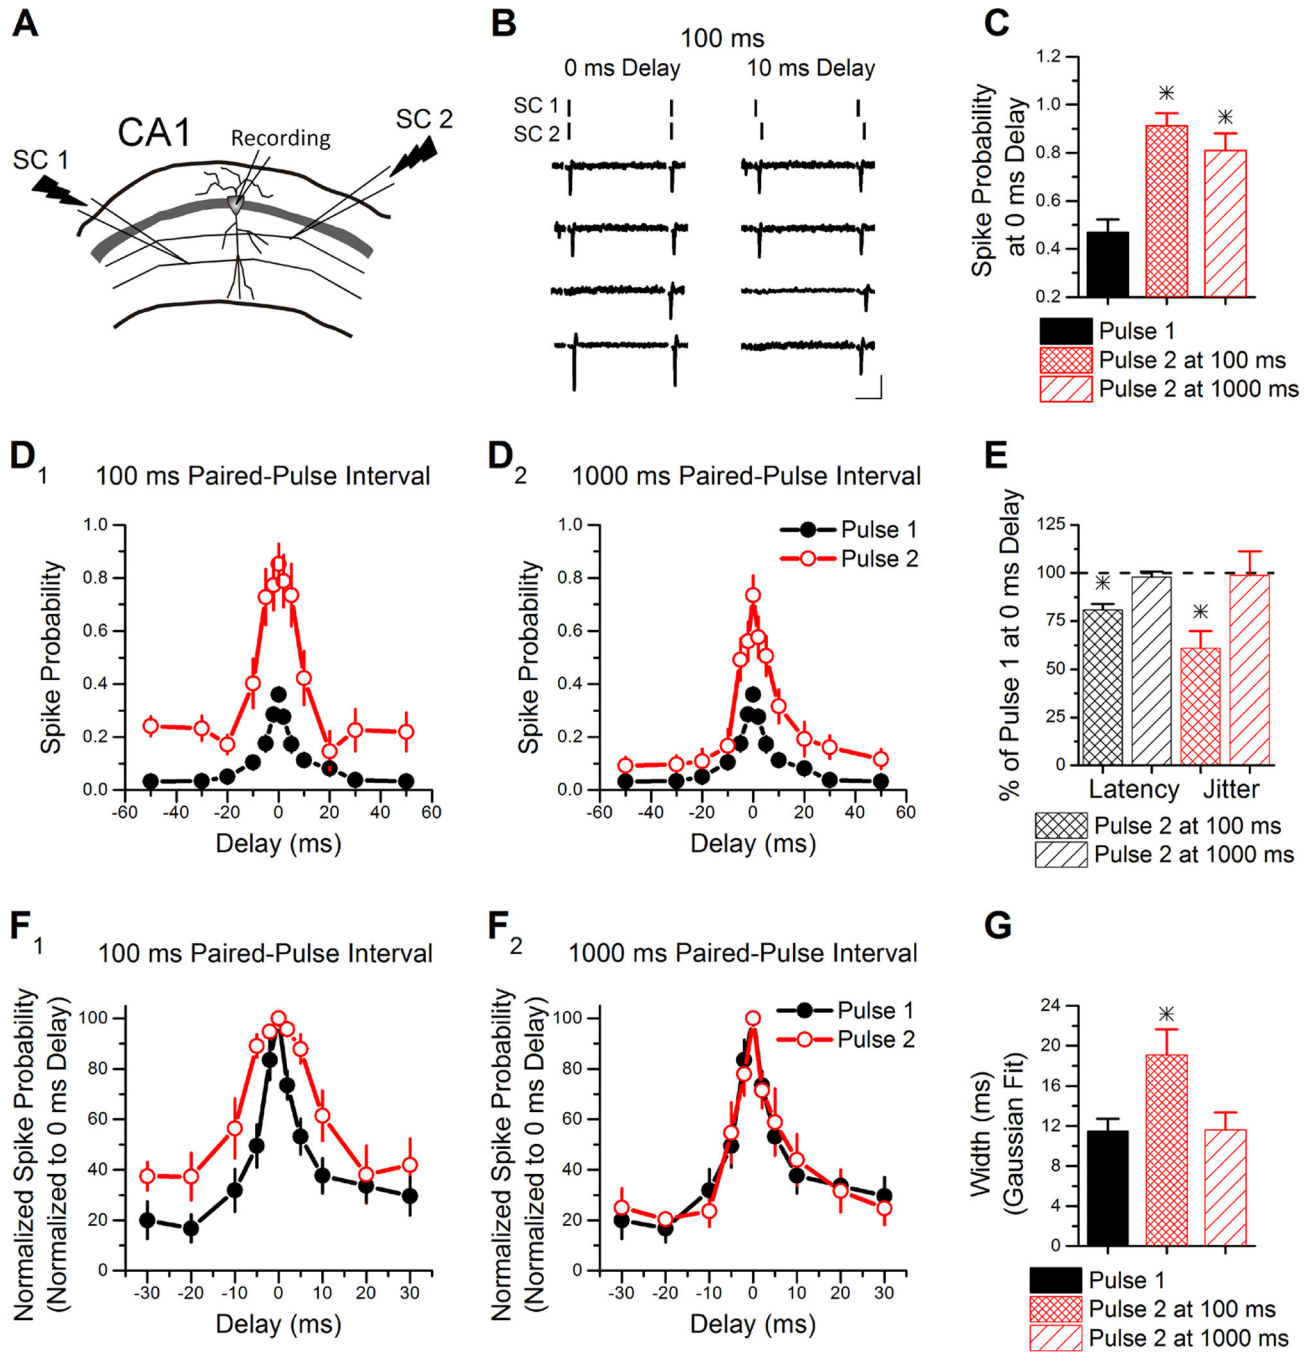 A
CA1
Recording
SC 1
SC 2
B
100 ms
0 ms Delay 10 ms Delay
SC 1
SC 2
C
Spike Probability
at 0 ms Delay
1.2
1.0
0.8
0.6
0.4
0.2
*
*
Pulse 1
Pulse 2 at 100 ms
Pulse 2 at 1000 ms
D1
100 ms Paired-Pulse Interval
Spike Probability
1.0
0.8
0.6
0.4
0.2
0.0
-60 -40 -20 0 20 40 60
Delay (ms)
D2
1000 ms Paired-Pulse Interval
Pulse 1
Pulse 2
Spike Probability
1.0
0.8
0.6
0.4
0.2
0.0
-60 -40 -20 0 20 40 60
Delay (ms)
E
% of Pulse 1 at 0 ms Delay
125
100
75
50
25
0
*
*
Latency Jitter
Pulse 2 at 100 ms
Pulse 2 at 1000 ms
F1
100 ms Paired-Pulse Interval
Normalized Spike Probability
(Normalized to 0 ms Delay)
100
80
60
40
20
0
-30 -20 -10 0 10 20 30
Delay (ms)
F2
1000 ms Paired-Pulse Interval
Pulse 1
Pulse 2
Normalized Spike Probability
(Normalized to 0 ms Delay)
100
80
60
40
20
0
-30 -20 -10 0 10 20 30
Delay (ms)
G
Width (ms)
(Gaussian Fit)
24
20
16
12
8
4
0
*
Pulse 1
Pulse 2 at 100 ms
Pulse 2 at 1000 ms